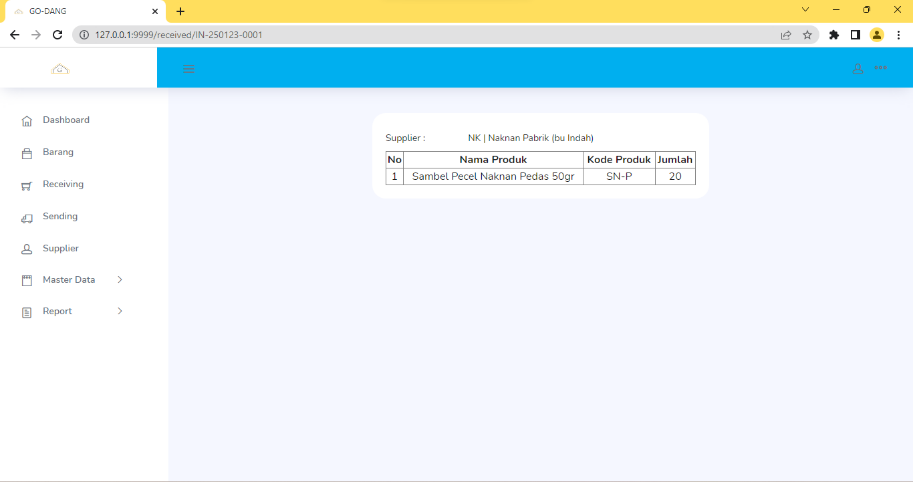 GO-DANG
127.0.0.1:9999/received/IN-250123-0001
Dashboard
Barang
Receiving
Sending
Supplier
Master Data
Report
Supplier : NK | Naknan Pabrik (bu Indah)
No Nama Produk Kode Produk Jumlah
1 Sambel Pecel Naknan Pedas 50gr SN-P 20